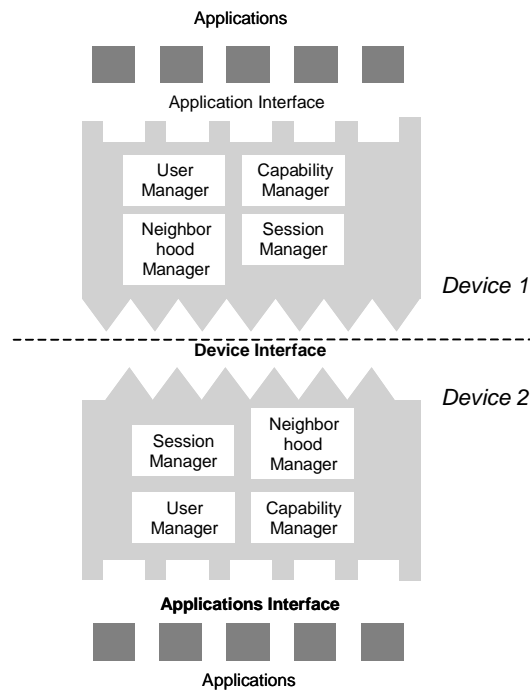 Applications
Application Interface
User
Manager
Capability
Manager
Neighbor
hood
Manager
Session
Manager
Device 1
Device Interface
Device 2
Session
Manager
Neighbor
hood
Manager
User
Manager
Capability
Manager
Applications Interface
Applications